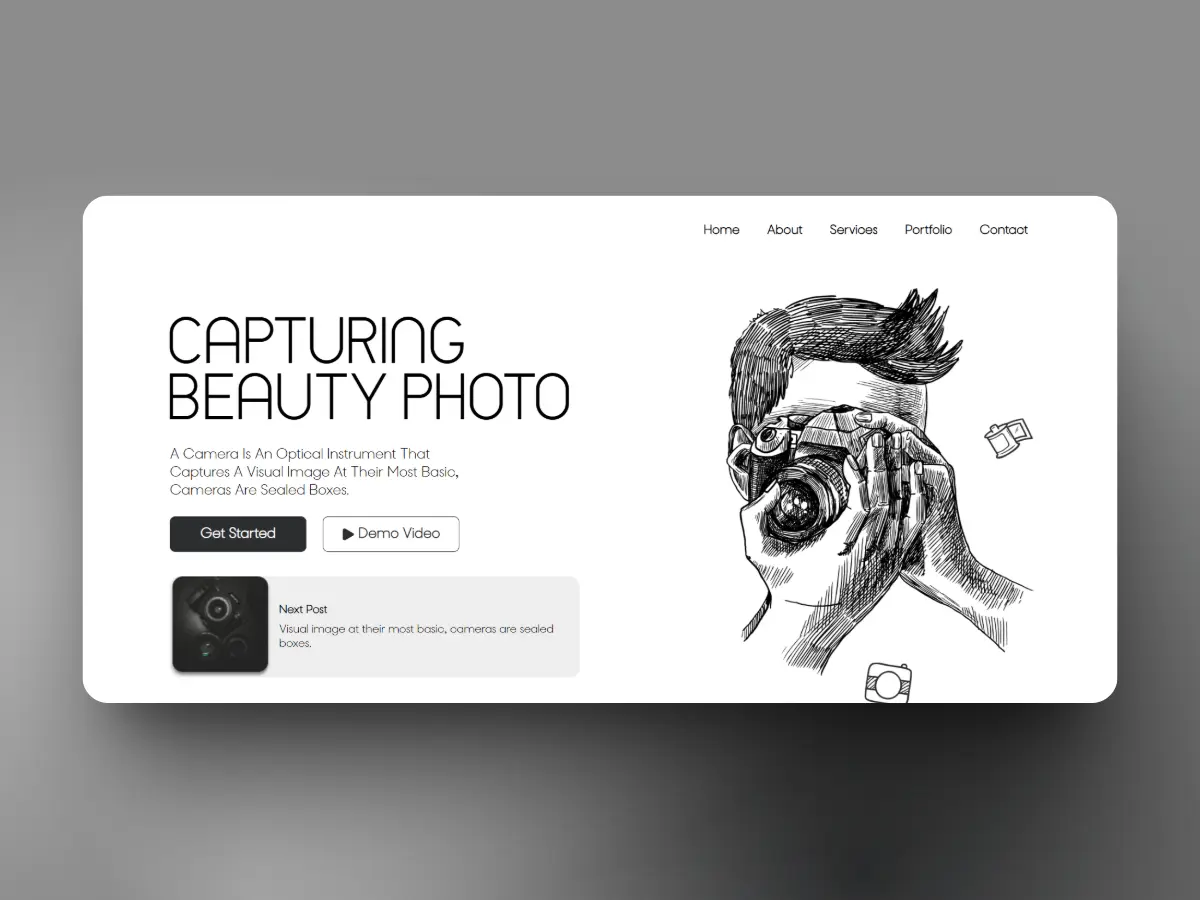 Home About Services Portfolio Contact
CAPTURING
BEAUTY PHOTO
A Camera Is An Optical Instrument That
Captures A Visual Image At Their Most Basic,
Cameras Are Sealed Boxes.
Get Started Demo Video
Next Post
Visual image at their most basic, cameras are sealed
boxes.